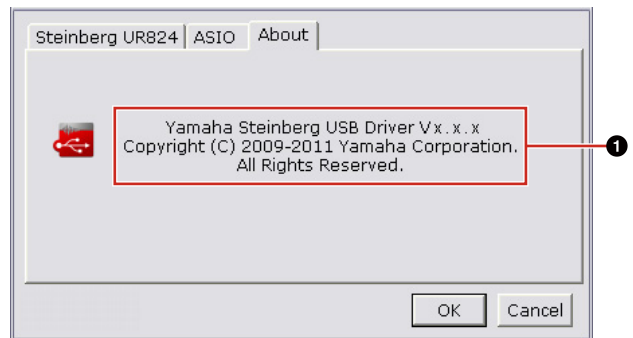 Steinberg UR824 ASIO About
Yamaha Steinberg USB Driver Vx.x.x
Copyright (C) 2009-2011 Yamaha Corporation.
All Rights Reserved.
1
OK Cancel